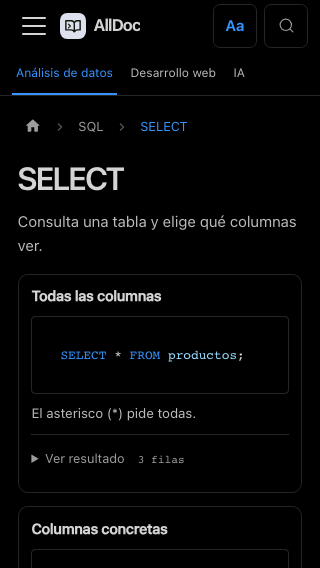 AllDoc
Aa
Análisis de datos Desarrollo web IA
SQL SELECT
SELECT
Consulta una tabla y elige qué columnas
ver.
Todas las columnas
SELECT * FROM productos;
El asterisco (*) pide todas.
Ver resultado 3 filas
Columnas concretas